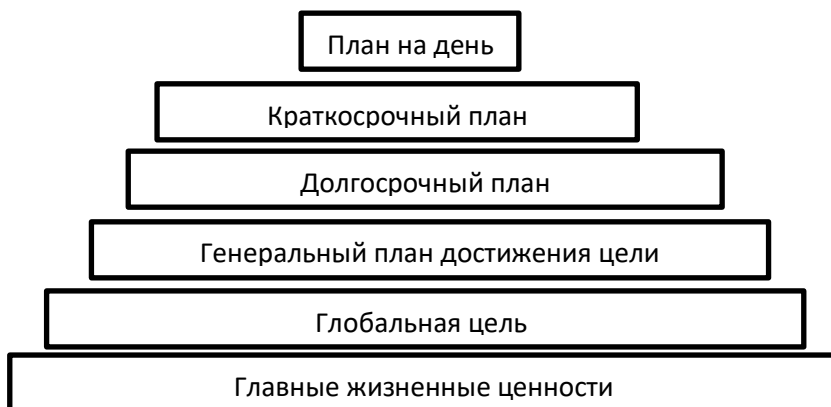 План на день
Краткосрочный план
Долгосрочный план
Генеральный план достижения цели
Глобальная цель
Главные жизненные ценности